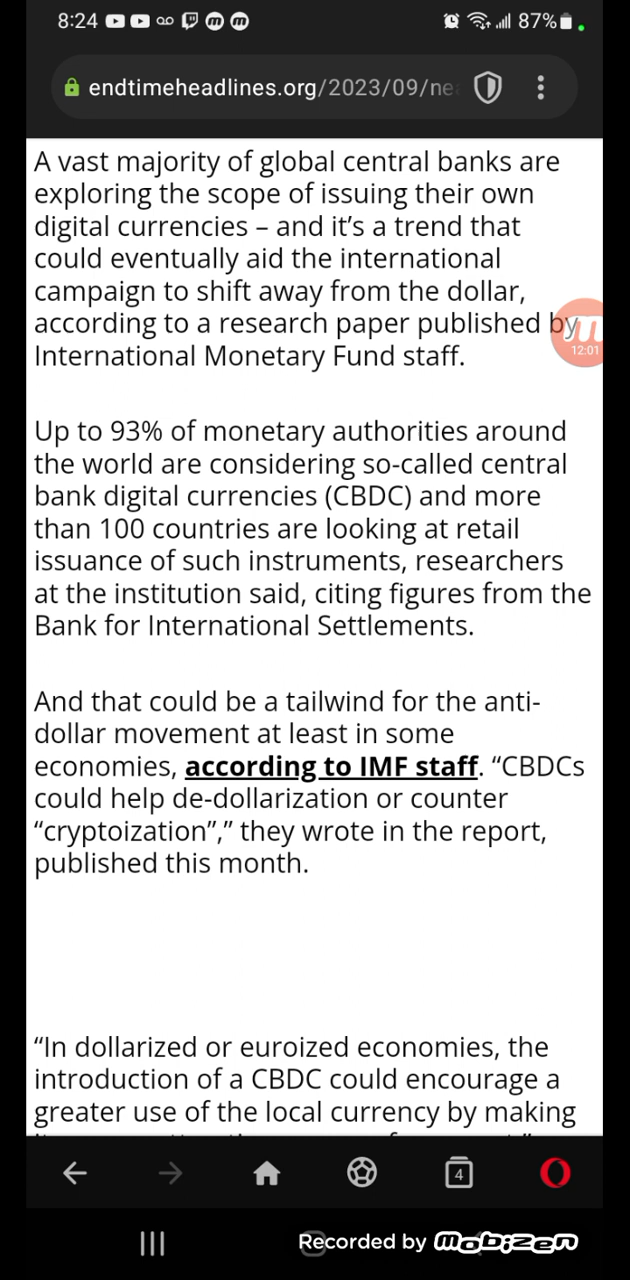 8:24
87%
endtimeheadlines.org/2023/09/ne
A vast majority of global central banks are
exploring the scope of issuing their own
digital currencies – and it’s a trend that
could eventually aid the international
campaign to shift away from the dollar,
according to a research paper published by
12:01
International Monetary Fund staff.
Up to 93% of monetary authorities around
the world are considering so-called central
bank digital currencies (CBDC) and more
than 100 countries are looking at retail
issuance of such instruments, researchers
at the institution said, citing figures from the
Bank for International Settlements.
And that could be a tailwind for the anti-
dollar movement at least in some
economies, according to IMF staff. “CBDCs
could help de-dollarization or counter
“cryptoization”,” they wrote in the report,
published this month.
“In dollarized or euroized economies, the
introduction of a CBDC could encourage a
greater use of the local currency by making
4
Recorded by mobizen